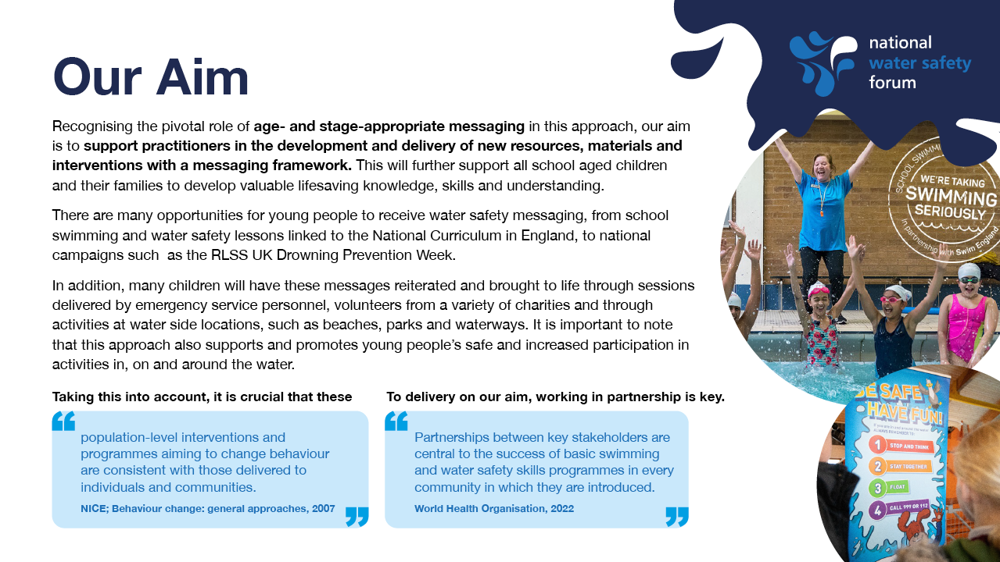 national
water safety
forum
Our Aim
Recognising the pivotal role of age- and stage-appropriate messaging in this approach, our aim
is to support practitioners in the development and delivery of new resources, materials and
interventions with a messaging framework. This will further support all school aged children
and their families to develop valuable lifesaving knowledge, skills and understanding.
There are many opportunities for young people to receive water safety messaging, from school
swimming and water safety lessons linked to the National Curriculum in England, to national
campaigns such  as the RLSS UK Drowning Prevention Week.
In addition, many children will have these messages reiterated and brought to life through sessions
delivered by emergency service personnel, volunteers from a variety of charities and through
activities at water side locations, such as beaches, parks and waterways. It is important to note
that this approach also supports and promotes young people’s safe and increased participation in
activities in, on and around the water.
Taking this into account, it is crucial that these
“
population-level interventions and
programmes aiming to change behaviour
are consistent with those delivered to
individuals and communities.
NICE; Behaviour change: general approaches, 2007
”
To delivery on our aim, working in partnership is key.
“
Partnerships between key stakeholders are
central to the success of basic swimming
and water safety skills programmes in every
community in which they are introduced.
World Health Organisation, 2022
”
SCHOOL SWIMMING
WE'RE TAKING
SWIMMING
SERIOUSLY
In partnership with Swim England
BE SAFE
HAVE FUN!
ALWAYS REMEMBER TO:
1 STOP AND THINK
2 STAY TOGETHER
3 FLOAT
4 CALL 999 OR 112